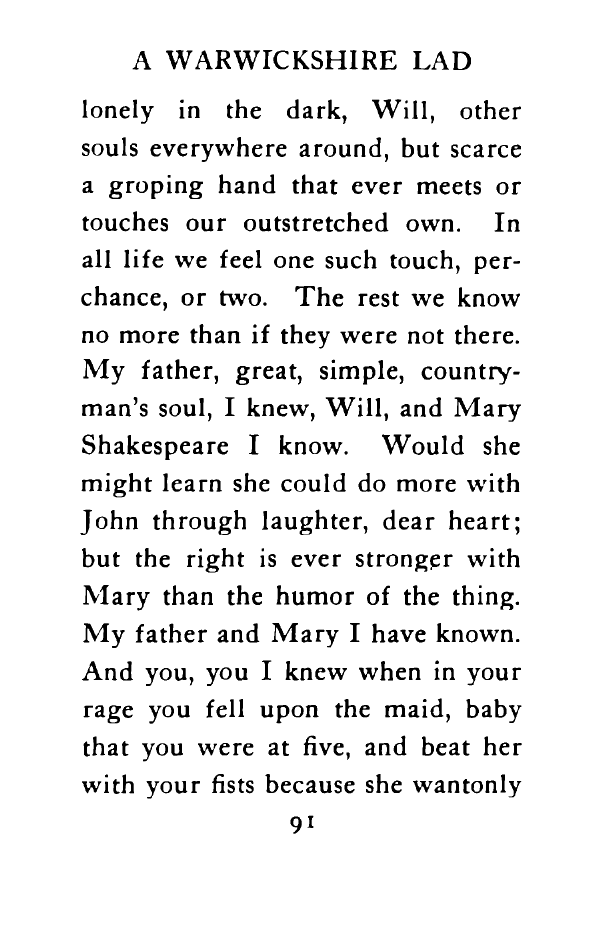 A WARWICKSHIRE LAD
lonely in the dark, Will, other
souls everywhere around, but scarce
a groping hand that ever meets or
touches our outstretched own. In
all life we feel one such touch, per-
chance, or two. The rest we know
no more than if they were not there.
My father, great, simple, country-
man's soul, I knew, Will, and Mary
Shakespeare I know. Would she
might learn she could do more with
John through laughter, dear heart;
but the right is ever stronger with
Mary than the humor of the thing.
My father and Mary I have known.
And you, you I knew when in your
rage you fell upon the maid, baby
that you were at five, and beat her
with your fists because she wantonly
91